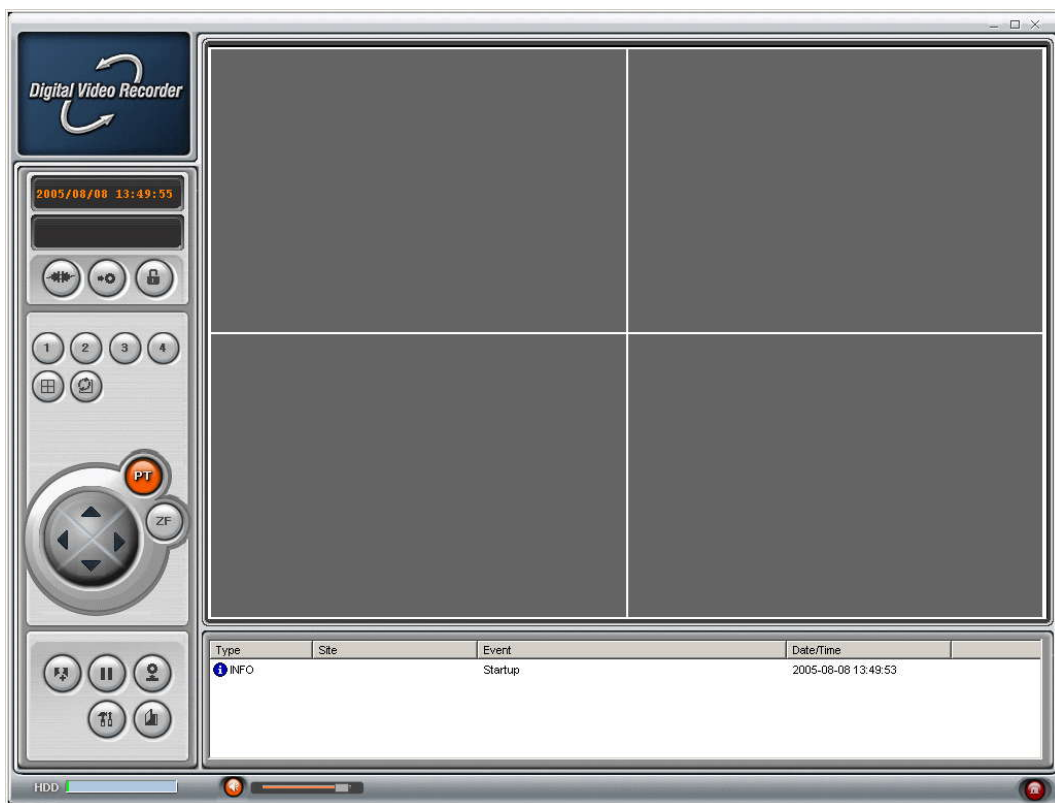 Digital Video Recorder
2005/08/08 13:49:55
1 2 3 4
PT
ZF
Type Site Event Date/Time
INFO Startup 2005-08-08 13:49:53
HDD